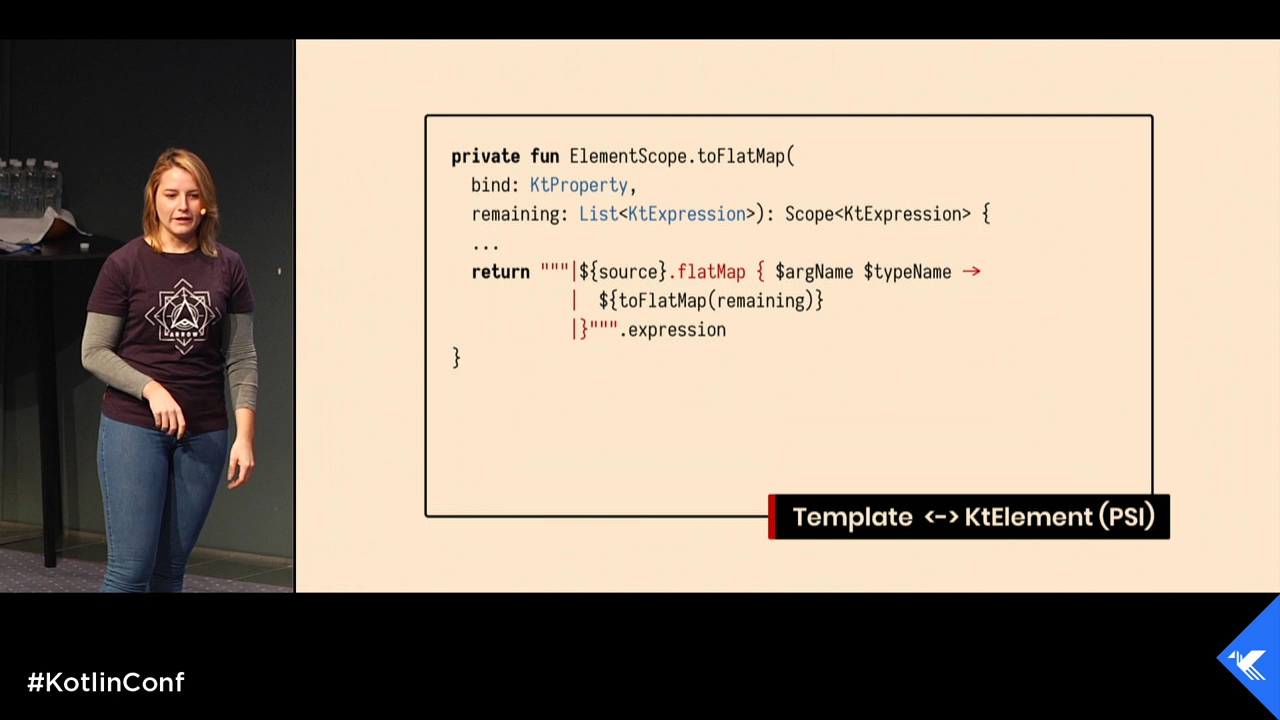 private fun ElementScope.toFlatMap(
  bind: KtProperty,
  remaining: List<KtExpression>): Scope<KtExpression> {
  ...
  return """|${source}.flatMap { $argName $typeName →
            |  ${toFlatMap(remaining)}
            |}""".expression
}
Template <-> KtElement (PSI)
#KotlinConf